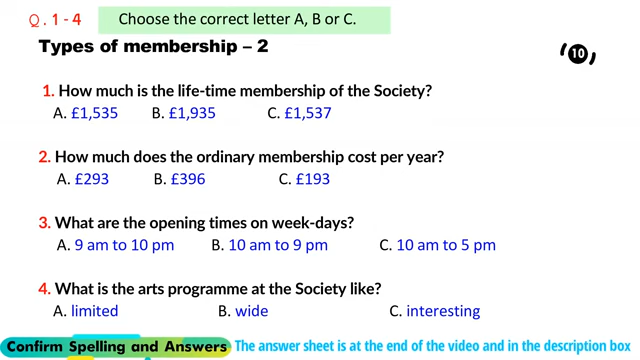 Q. 1 - 4 Choose the correct letter A, B or C.
Types of membership – 2
10
1. How much is the life-time membership of the Society?
A. £1,535 B. £1,935 C. £1,537
2. How much does the ordinary membership cost per year?
A. £293 B. £396 C. £193
3. What are the opening times on week-days?
A. 9 am to 10 pm B. 10 am to 9 pm C. 10 am to 5 pm
4. What is the arts programme at the Society like?
A. limited B. wide C. interesting
Confirm Spelling and Answers The answer sheet is at the end of the video and in the description box